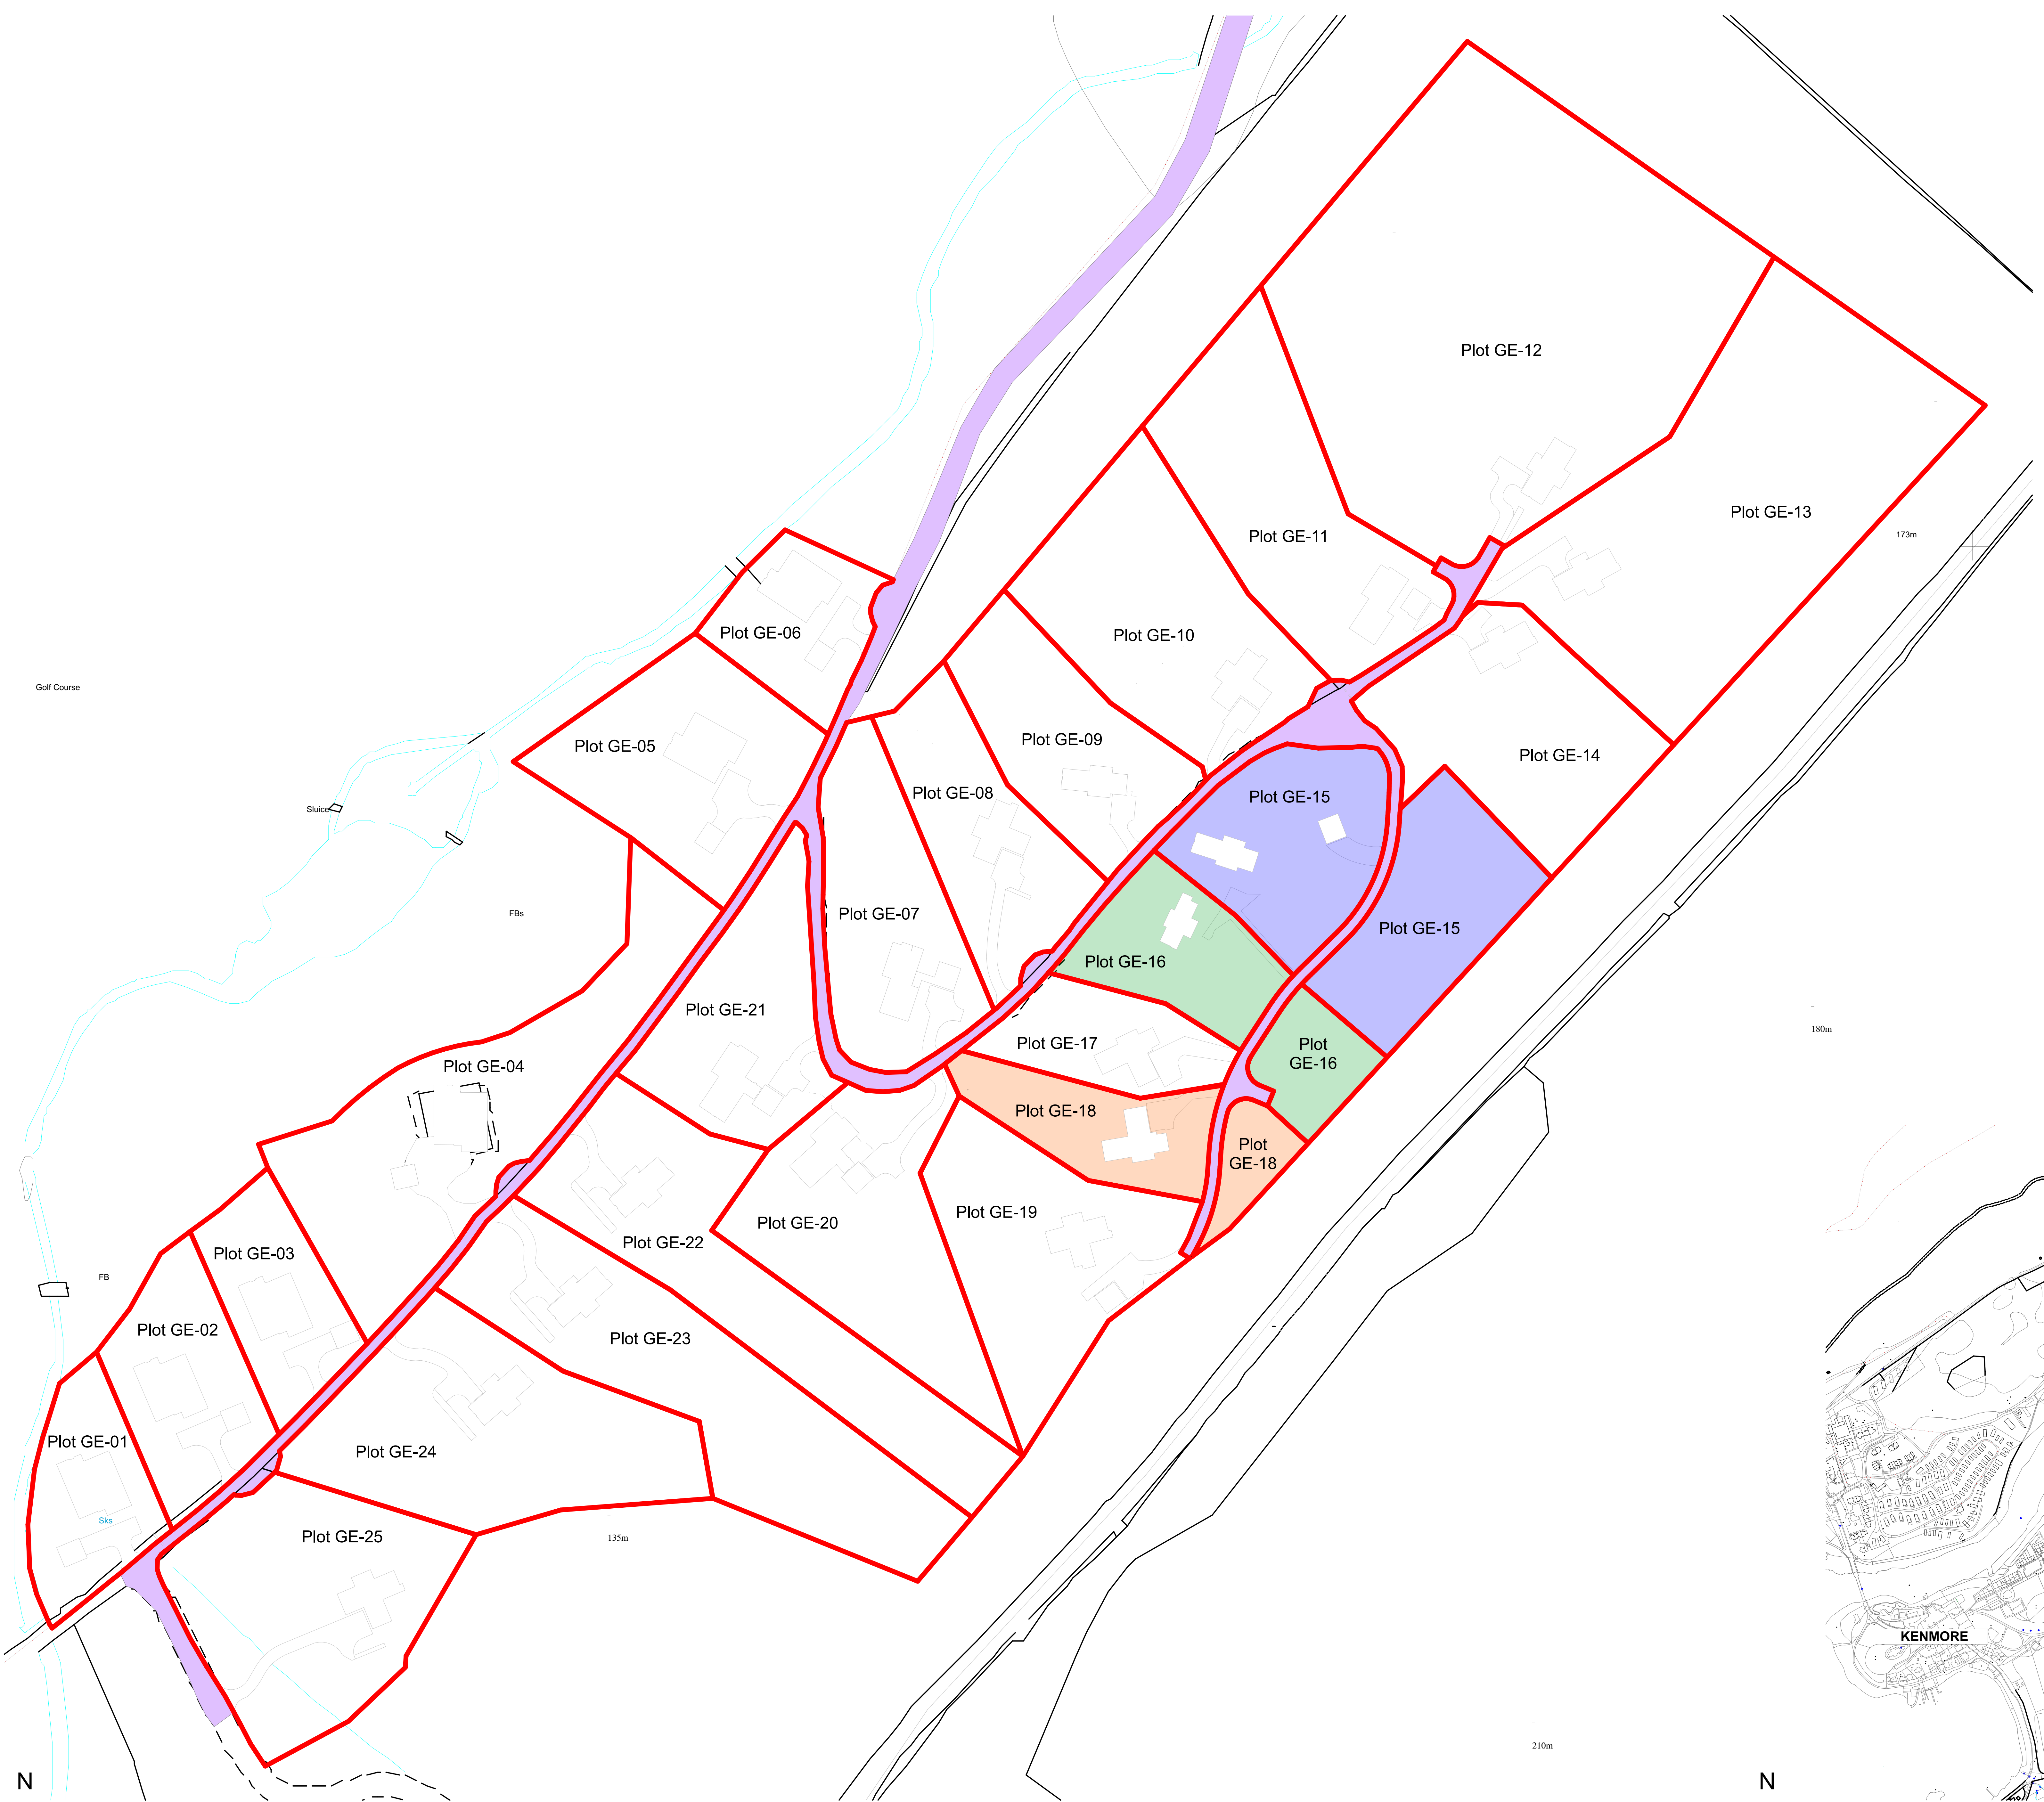 Plot GE-12
Plot GE-13
173m
Plot GE-11
Plot GE-06
Plot GE-10
Golf Course
Plot GE-05
Plot GE-09
Plot GE-14
Plot GE-08
Plot GE-15
Sluice
FBs
Plot GE-07
Plot GE-15
Plot GE-16
Plot GE-21
180m
Plot GE-17
Plot
GE-16
Plot GE-04
Plot GE-18
Plot
GE-18
Plot GE-19
Plot GE-20
Plot GE-22
Plot GE-03
FB
Plot GE-02
Plot GE-23
Plot GE-01
Plot GE-24
Sks
Plot GE-25
135m
KENMORE
210m
N
N